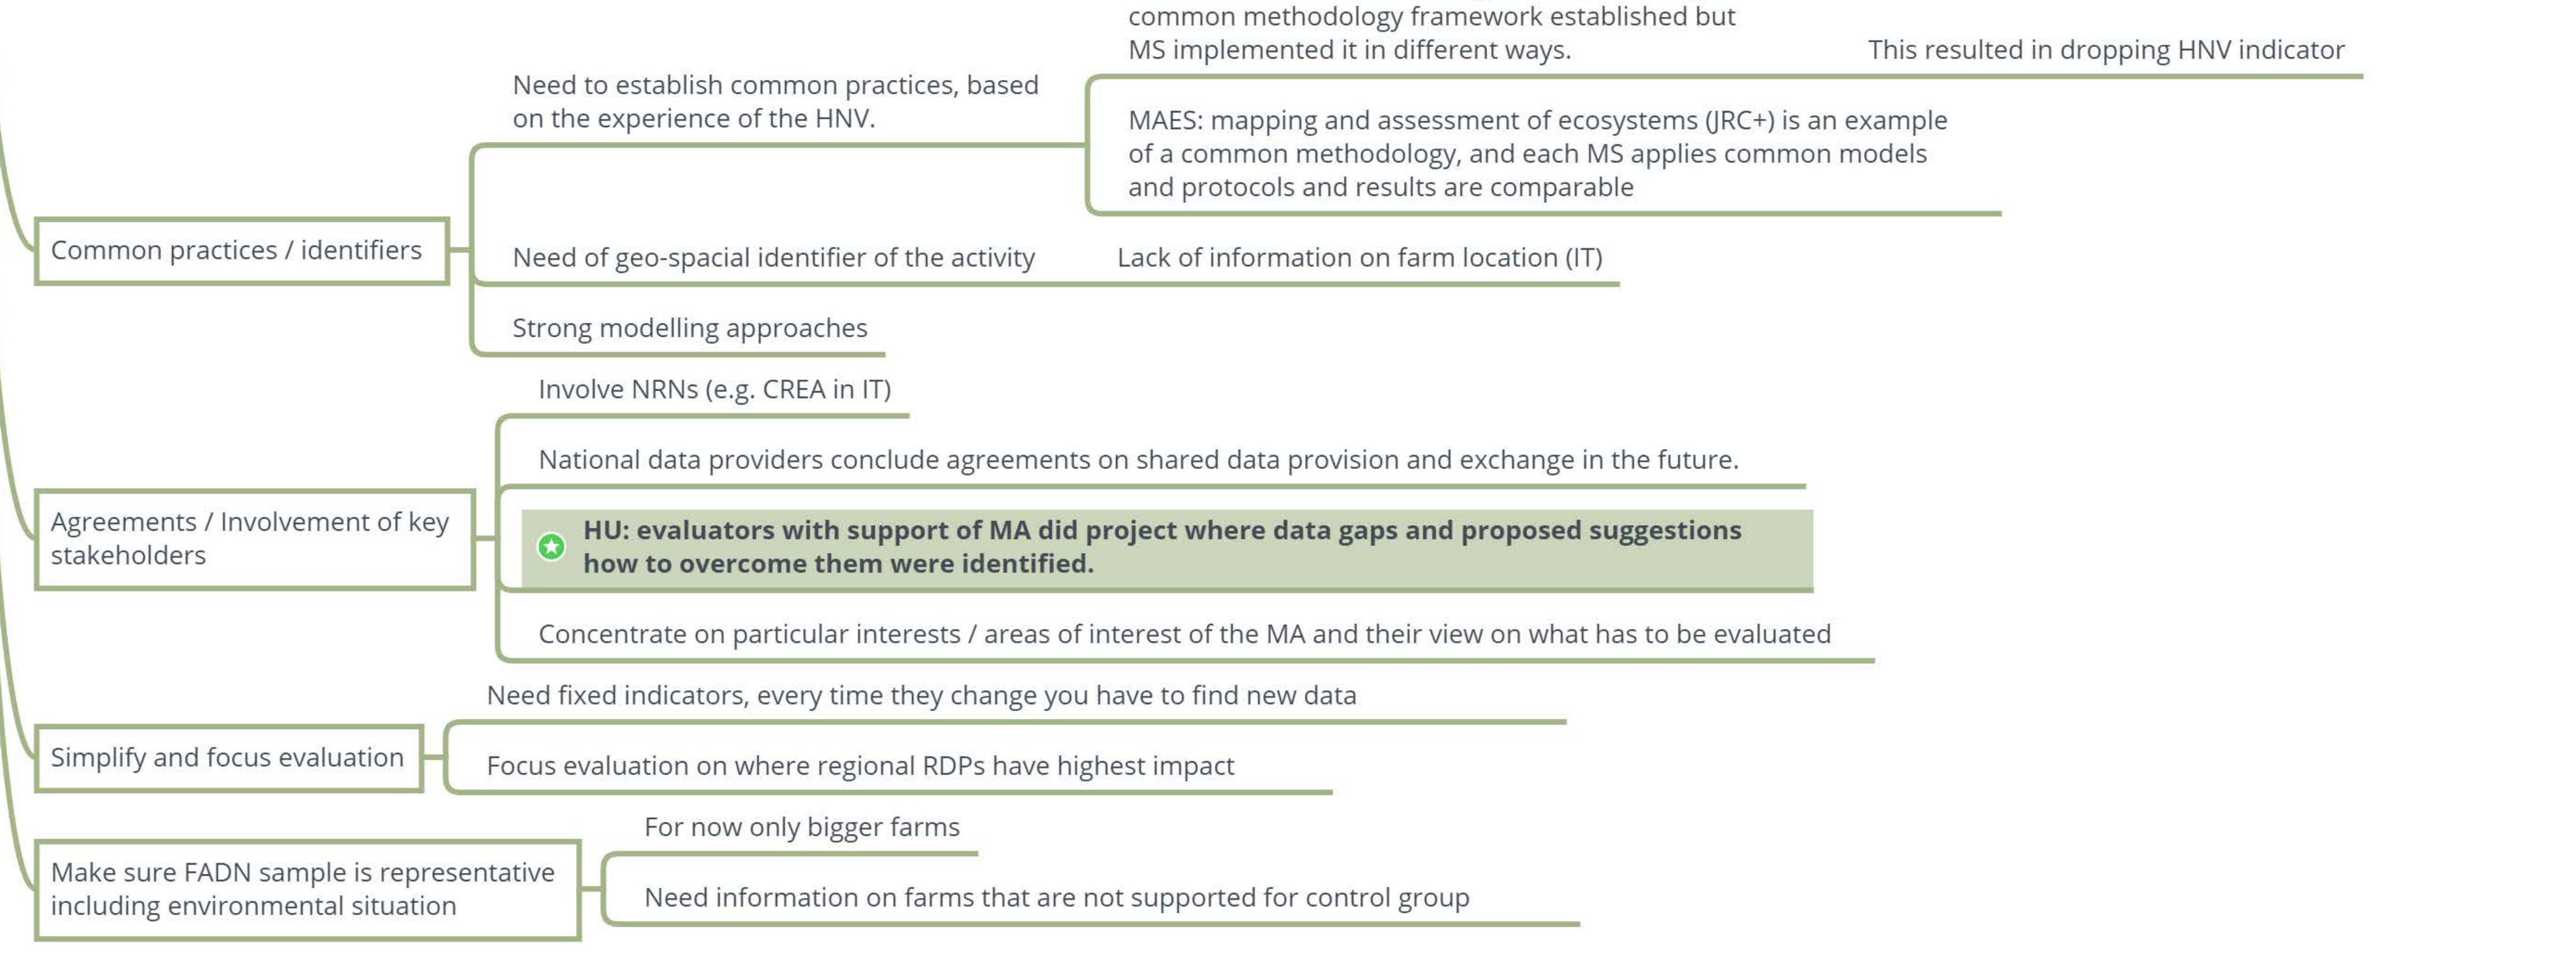 common methodology framework established but
MS implemented it in different ways.
This resulted in dropping HNV indicator
Need to establish common practices, based
on the experience of the HNV.
MAES: mapping and assessment of ecosystems (JRC+) is an example
of a common methodology, and each MS applies common models
and protocols and results are comparable
Common practices / identifiers
Need of geo-spacial identifier of the activity
Lack of information on farm location (IT)
Strong modelling approaches
Involve NRNs (e.g. CREA in IT)
National data providers conclude agreements on shared data provision and exchange in the future.
Agreements / Involvement of key
stakeholders
HU: evaluators with support of MA did project where data gaps and proposed suggestions
how to overcome them were identified.
Concentrate on particular interests / areas of interest of the MA and their view on what has to be evaluated
Need fixed indicators, every time they change you have to find new data
Simplify and focus evaluation
Focus evaluation on where regional RDPs have highest impact
For now only bigger farms
Make sure FADN sample is representative
including environmental situation
Need information on farms that are not supported for control group